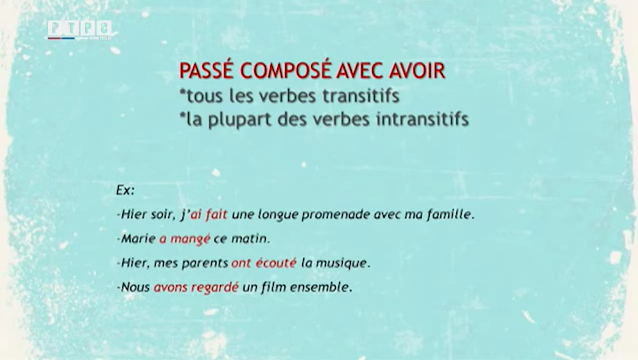 РТРС
PASSÉ COMPOSÉ AVEC AVOIR
*tous les verbes transitifs
*la plupart des verbes intransitifs
Ex:
-Hier soir, j'ai fait une longue promenade avec ma famille.
-Marie a mangé ce matin.
-Hier, mes parents ont écouté la musique.
-Nous avons regardé un film ensemble.